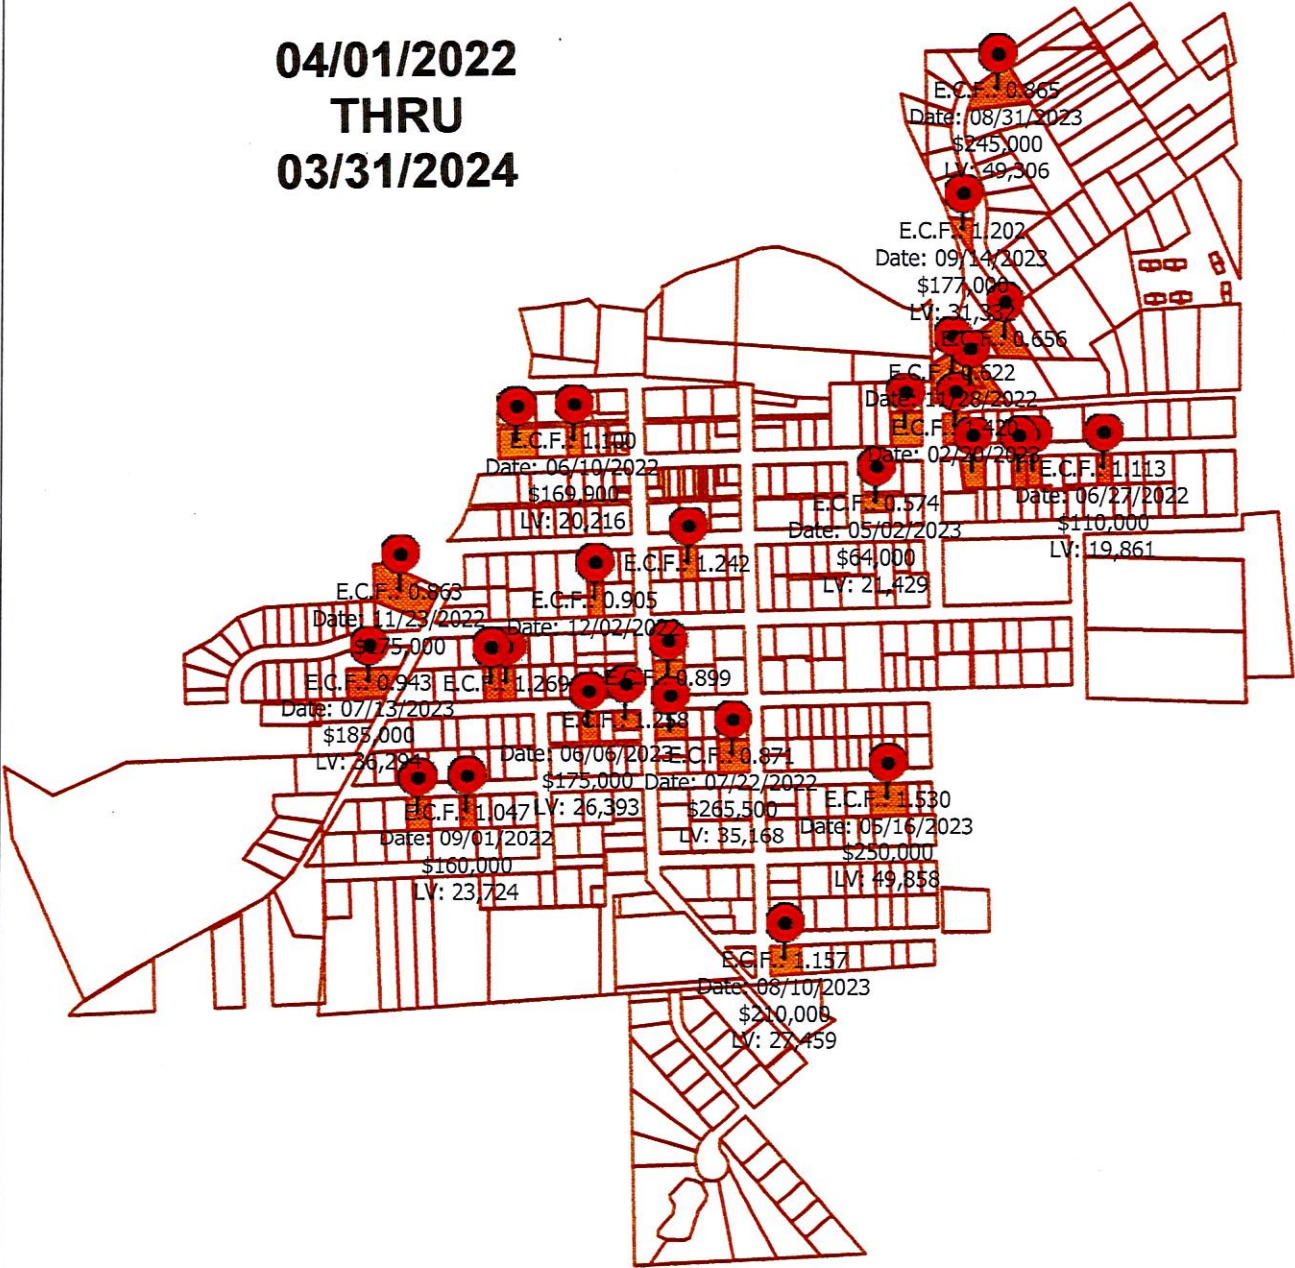 04/01/2022
THRU
03/31/2024
E.C.F.: 0.865
Date: 08/31/2023
$245,000
LV: 49,306
E.C.F.: 1.202
Date: 09/14/2023
$177,000
LV: 31,332
E.C.F.: 0.656
E.C.F.: 0.622
Date: 11/28/2022
E.C.F.: 1.420
Date: 02/20/2023
E.C.F.: 1.100
Date: 06/10/2022
$169,900
LV: 20,216
E.C.F.: 1.113
Date: 06/27/2022
$110,000
LV: 19,861
E.C.F.: 0.574
Date: 05/02/2023
$64,000
LV: 21,429
E.C.F.: 1.242
E.C.F.: 0.863
Date: 11/23/2022
E.C.F.: 0.905
Date: 12/02/2022
E.C.F.: 0.943
Date: 07/13/2023
$185,000
LV: 36,294
E.C.F.: 1.269
E.C.F.: 0.899
E.C.F.: 1.258
Date: 06/06/2023
$175,000
LV: 26,393
E.C.F.: 0.871
Date: 07/22/2022
$265,500
LV: 35,168
E.C.F.: 1.047
Date: 09/01/2022
$160,000
LV: 23,724
E.C.F.: 1.530
Date: 05/16/2023
$250,000
LV: 49,858
E.C.F.: 1.157
Date: 08/10/2023
$210,000
LV: 27,459